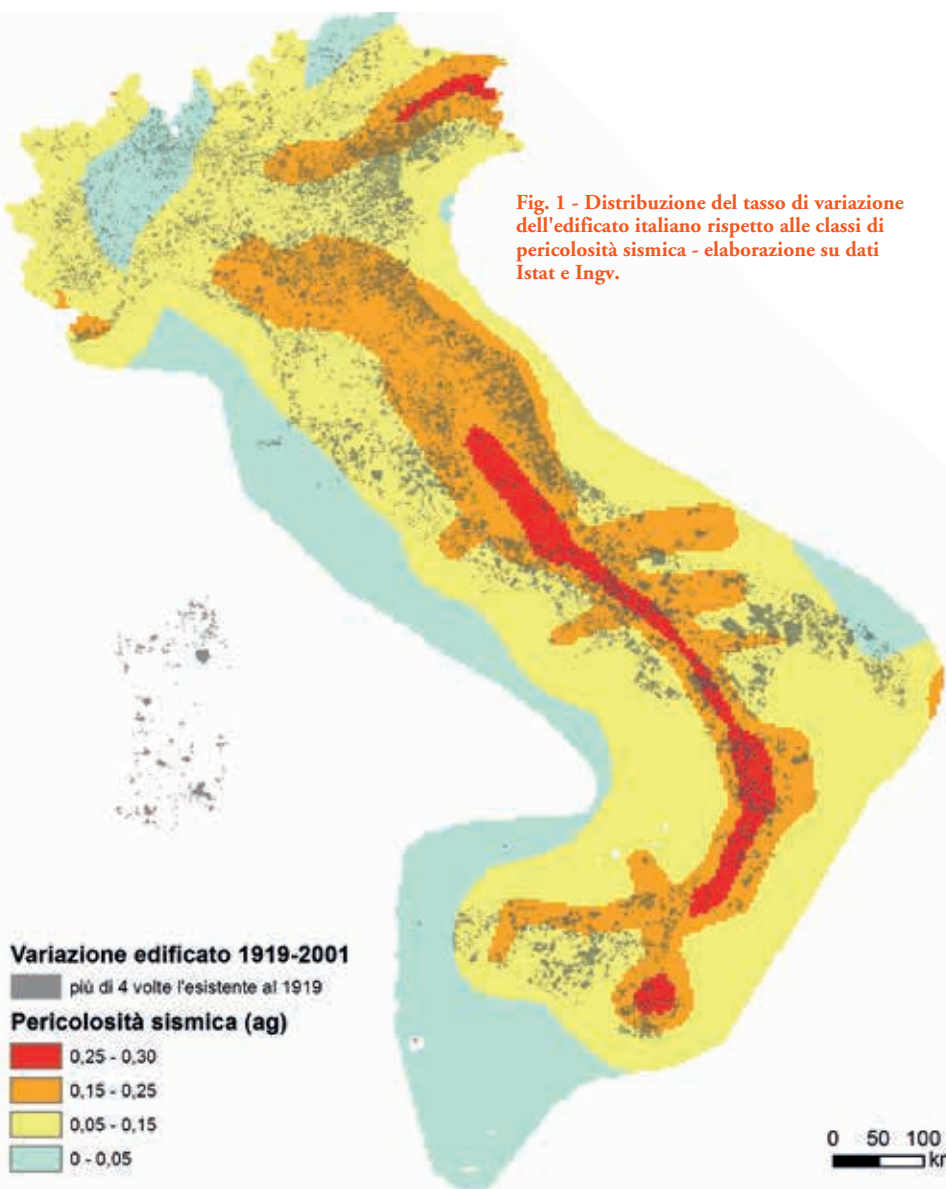 Fig. 1 - Distribuzione del tasso di variazione
dell'edificato italiano rispetto alle classi di
pericolosità sismica - elaborazione su dati
Istat e Ingv.
Variazione edificato 1919-2001
più di 4 volte l'esistente al 1919
Pericolosità sismica (ag)
0,25 - 0,30
0,15 - 0,25
0,05 - 0,15
0 - 0,05
0 50 100
km